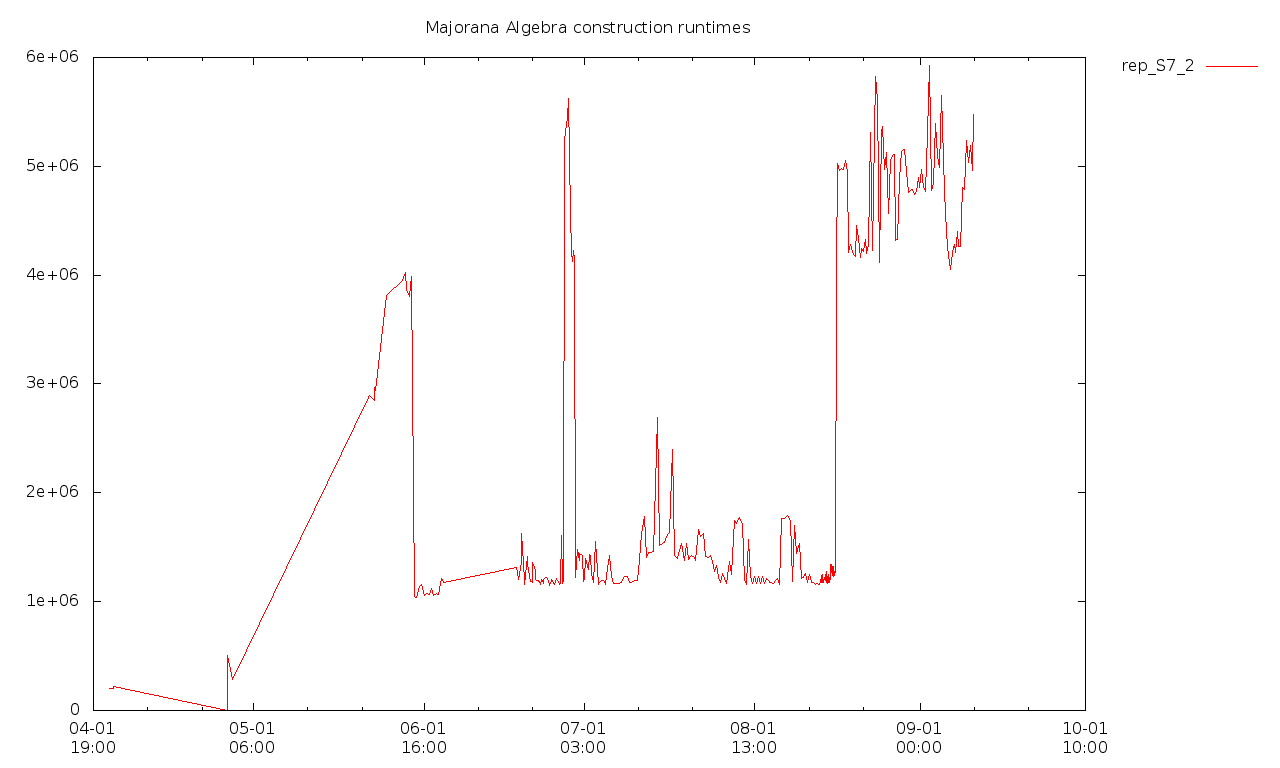 Majorana Algebra construction runtimes
rep_S7_2
6e+06
5e+06
4e+06
3e+06
2e+06
1e+06
0
04-01 05-01 06-01 07-01 08-01 09-01 10-01
19:00 06:00 16:00 03:00 13:00 00:00 10:00